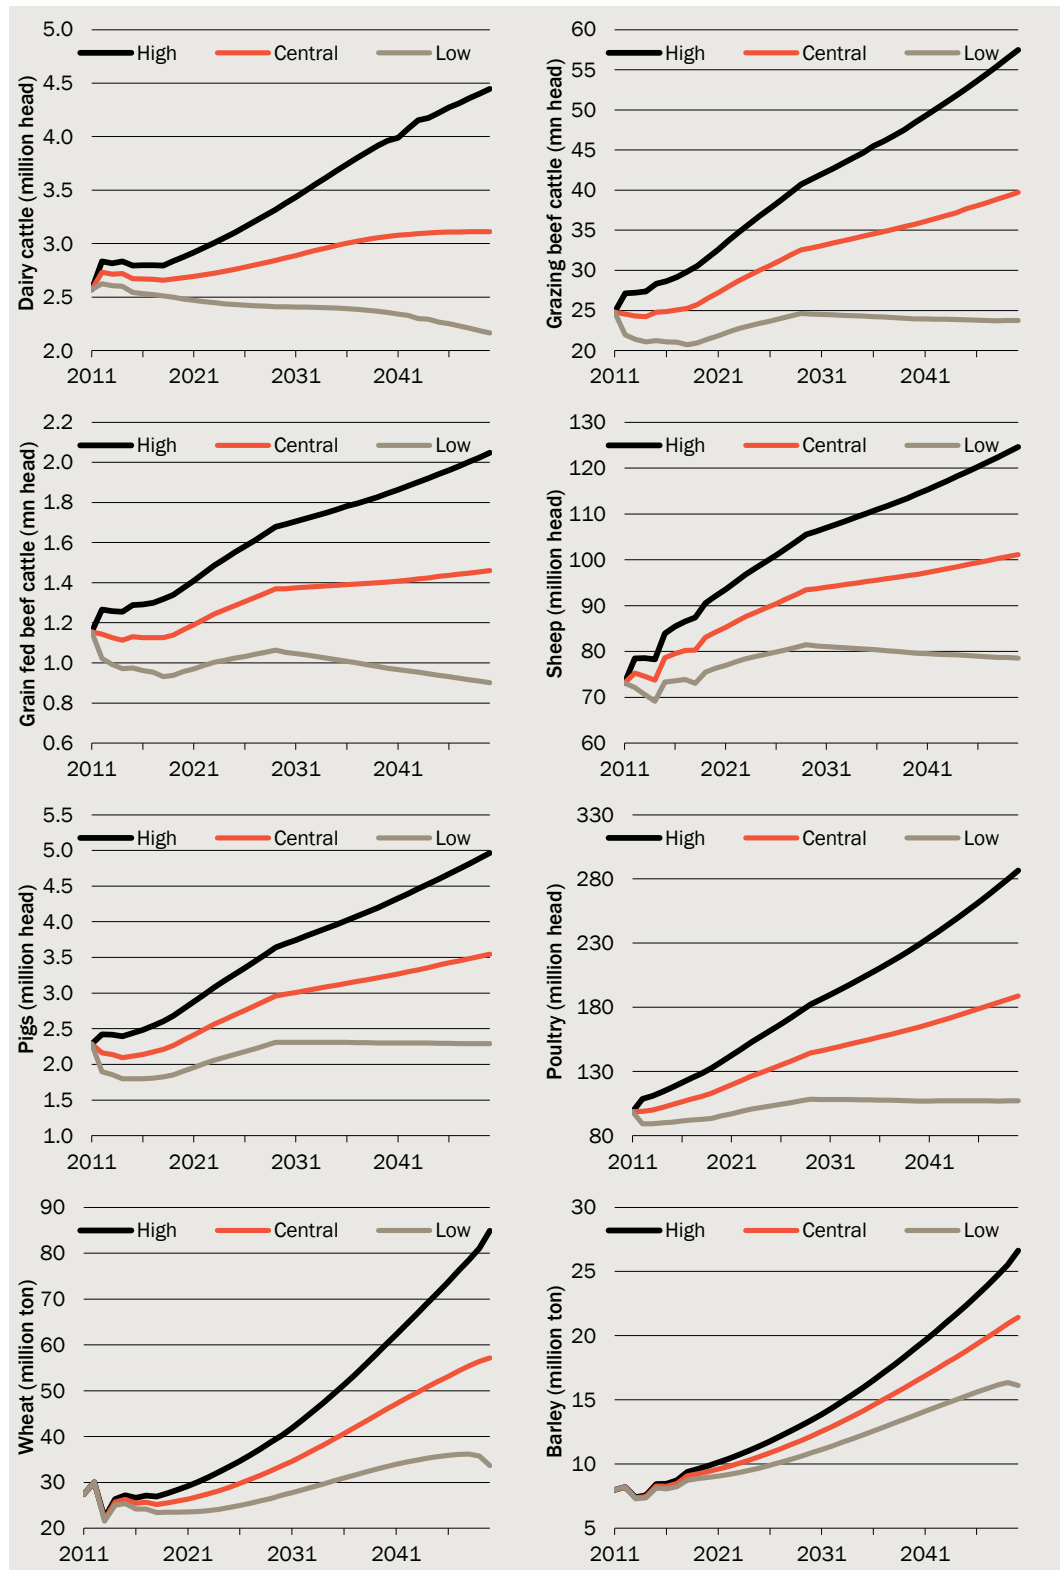 Dairy cattle (million head)
5.0
4.5
4.0
3.5
3.0
2.5
2.0
High Central Low
2011 2021 2031 2041
Grazing beef cattle (mn head)
60
55
50
45
40
35
30
25
20
High Central Low
2011 2021 2031 2041
Grain fed beef cattle (mn head)
2.2
2.0
1.8
1.6
1.4
1.2
1.0
0.8
0.6
High Central Low
2011 2021 2031 2041
Sheep (million head)
130
120
110
100
90
80
70
60
High Central Low
2011 2021 2031 2041
Pigs (million head)
5.5
5.0
4.5
4.0
3.5
3.0
2.5
2.0
1.5
1.0
High Central Low
2011 2021 2031 2041
Poultry (million head)
330
280
230
180
130
80
High Central Low
2011 2021 2031 2041
Wheat (million ton)
90
80
70
60
50
40
30
20
High Central Low
2011 2021 2031 2041
Barley (million ton)
30
25
20
15
10
5
High Central Low
2011 2021 2031 2041